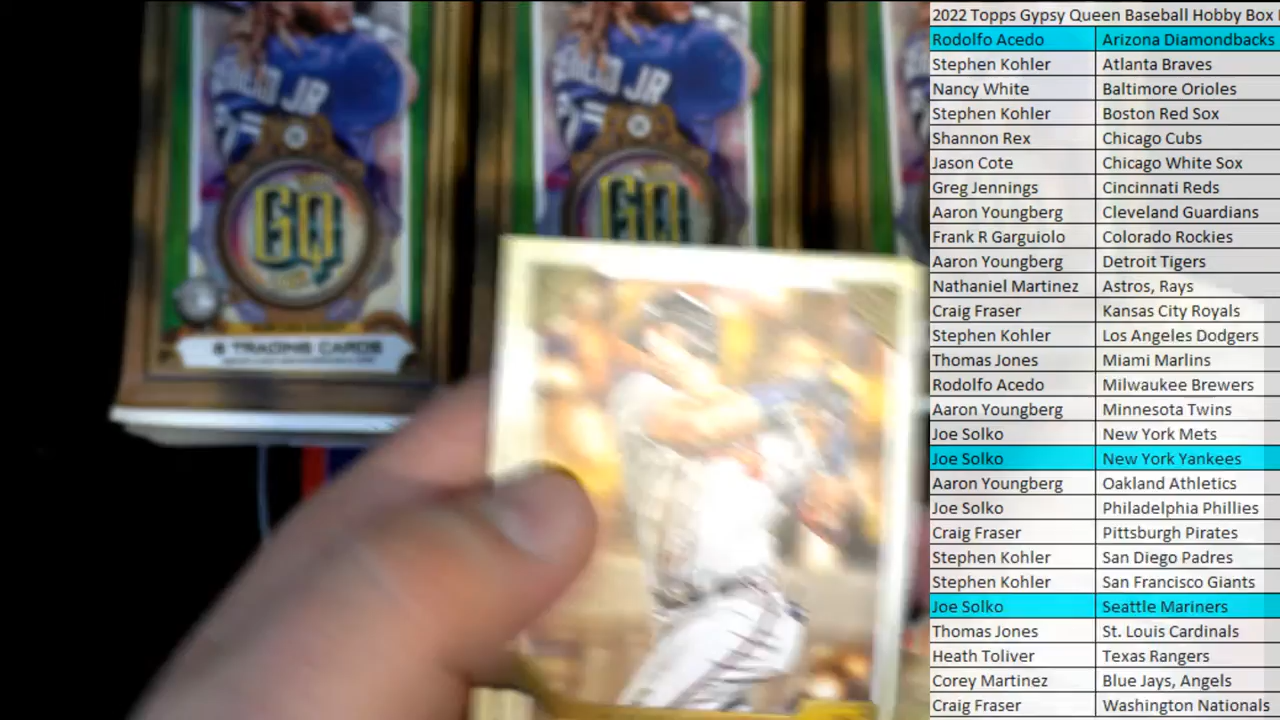 2022 Topps Gypsy Queen Baseball Hobby Box
Rodolfo Acedo Arizona Diamondbacks
Stephen Kohler Atlanta Braves
Nancy White Baltimore Orioles
Stephen Kohler Boston Red Sox
Shannon Rex Chicago Cubs
Jason Cote Chicago White Sox
Greg Jennings Cincinnati Reds
Aaron Youngberg Cleveland Guardians
Frank R Garguiolo Colorado Rockies
Aaron Youngberg Detroit Tigers
Nathaniel Martinez Astros, Rays
Craig Fraser Kansas City Royals
Stephen Kohler Los Angeles Dodgers
Thomas Jones Miami Marlins
Rodolfo Acedo Milwaukee Brewers
Aaron Youngberg Minnesota Twins
Joe Solko New York Mets
Joe Solko New York Yankees
Aaron Youngberg Oakland Athletics
Joe Solko Philadelphia Phillies
Craig Fraser Pittsburgh Pirates
Stephen Kohler San Diego Padres
Stephen Kohler San Francisco Giants
Joe Solko Seattle Mariners
Thomas Jones St. Louis Cardinals
Heath Toliver Texas Rangers
Corey Martinez Blue Jays, Angels
Craig Fraser Washington Nationals
JR
GQ
8 TRADING CARDS
JR
GQ